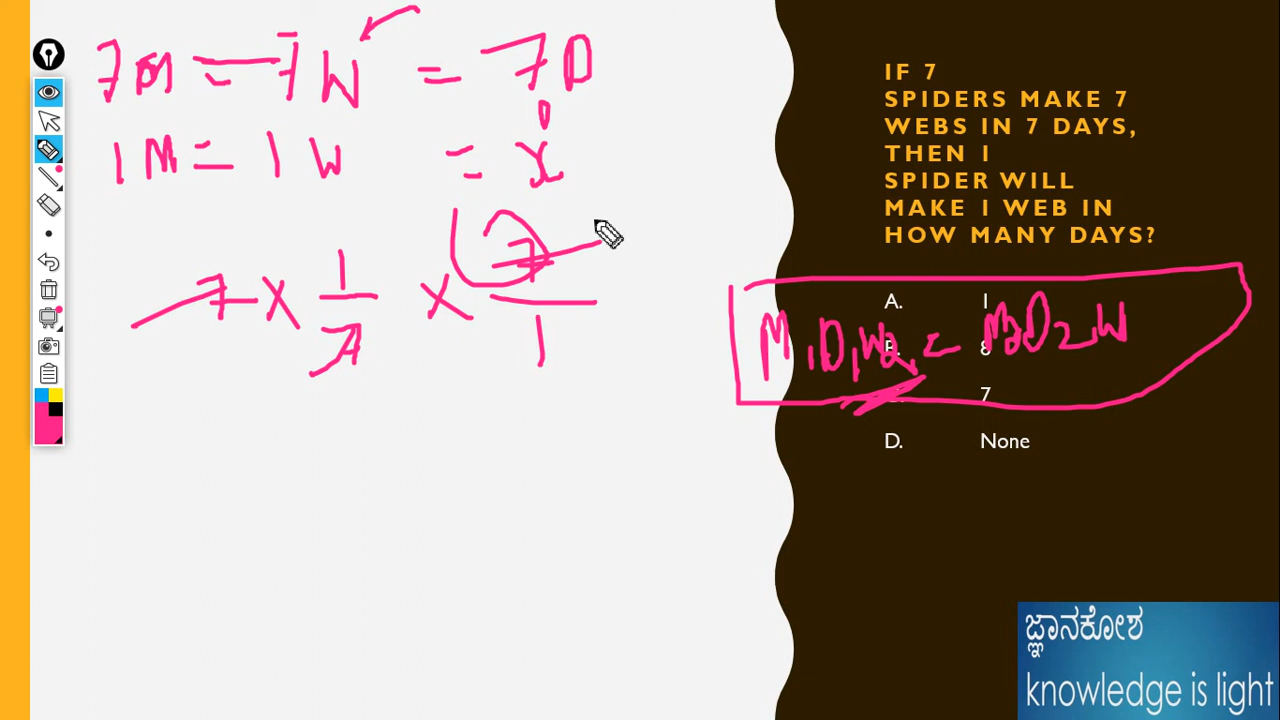 7M = 7W = 7D
1M = 1W = x
7 × 1/7 × 7/1
IF 7
SPIDERS MAKE 7
WEBS IN 7 DAYS,
THEN 1
SPIDER WILL
MAKE 1 WEB IN
HOW MANY DAYS?
A. 1
B. 8
C. 7
D. None
M1D1W2 = M2D2W1
ಜ್ಞಾನಕೋಶ
knowledge is light